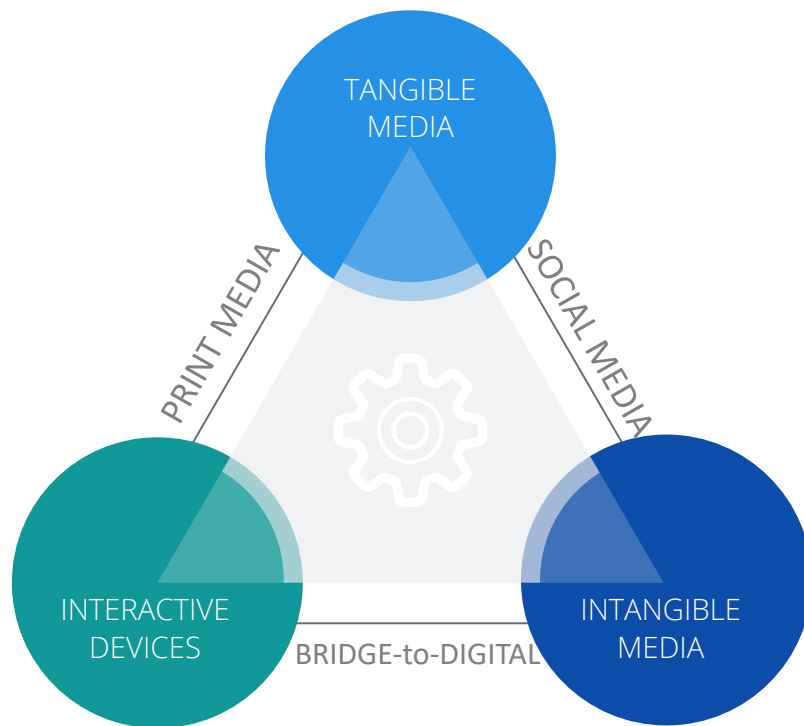 TANGIBLE
MEDIA
PRINT MEDIA
SOCIAL MEDIA
INTERACTIVE
DEVICES
BRIDGE-to-DIGITAL
INTANGIBLE
MEDIA